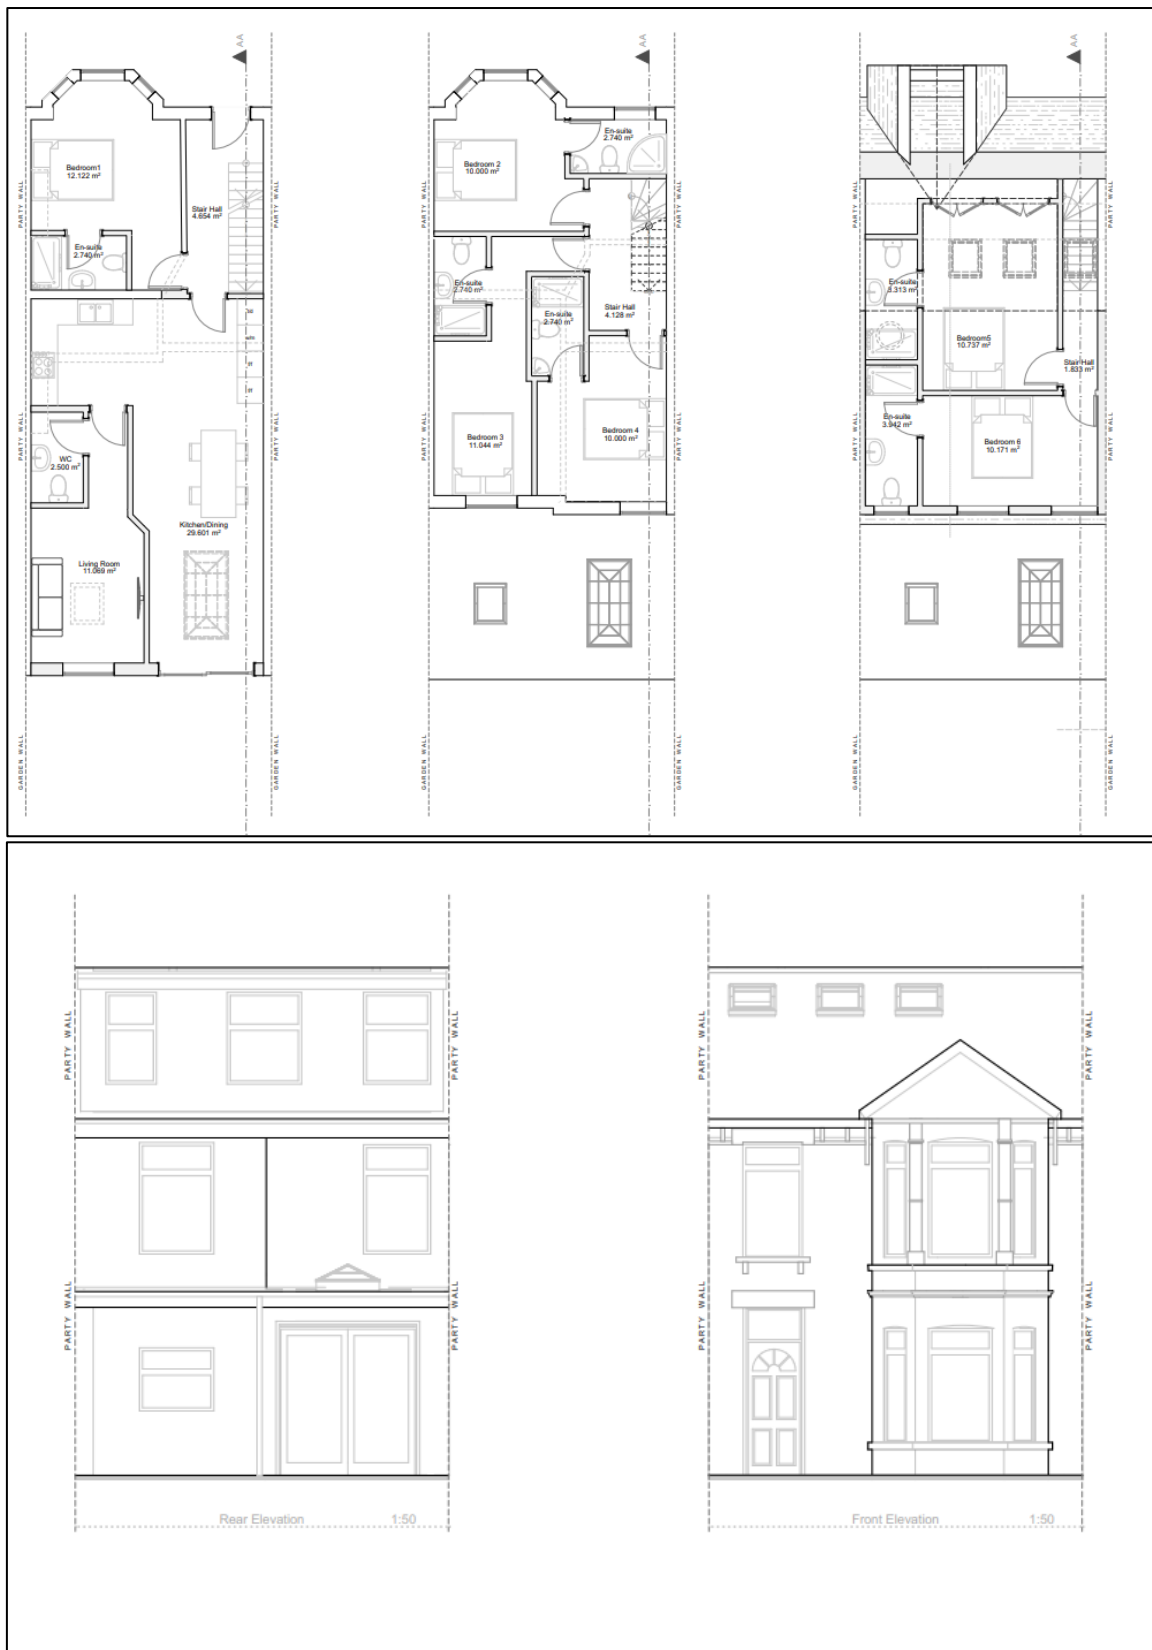 AA
AA
AA
Bedroom1
12.122 m²
Stair Hall
4.654 m²
En-suite
2.740 m²
WC
2.500 m²
Kitchen/Dining
29.601 m²
Living Room
11.069 m²
PARTY WALL
PARTY WALL
PARTY WALL
PARTY WALL
GARDEN WALL
GARDEN WALL
Bedroom 2
10.000 m²
En-suite
2.740 m²
En-suite
2.740 m²
En-suite
2.740 m²
Stair Hall
4.128 m²
Bedroom 3
11.044 m²
Bedroom 4
10.000 m²
PARTY WALL
PARTY WALL
PARTY WALL
PARTY WALL
GARDEN WALL
GARDEN WALL
En-suite
3.313 m²
Bedroom5
10.737 m²
Stair Hall
1.833 m²
En-suite
3.942 m²
Bedroom 6
10.171 m²
PARTY WALL
PARTY WALL
PARTY WALL
PARTY WALL
GARDEN WALL
GARDEN WALL
PARTY WALL
PARTY WALL
PARTY WALL
PARTY WALL
PARTY WALL
PARTY WALL
PARTY WALL
PARTY WALL
Rear Elevation 1:50
Front Elevation 1:50